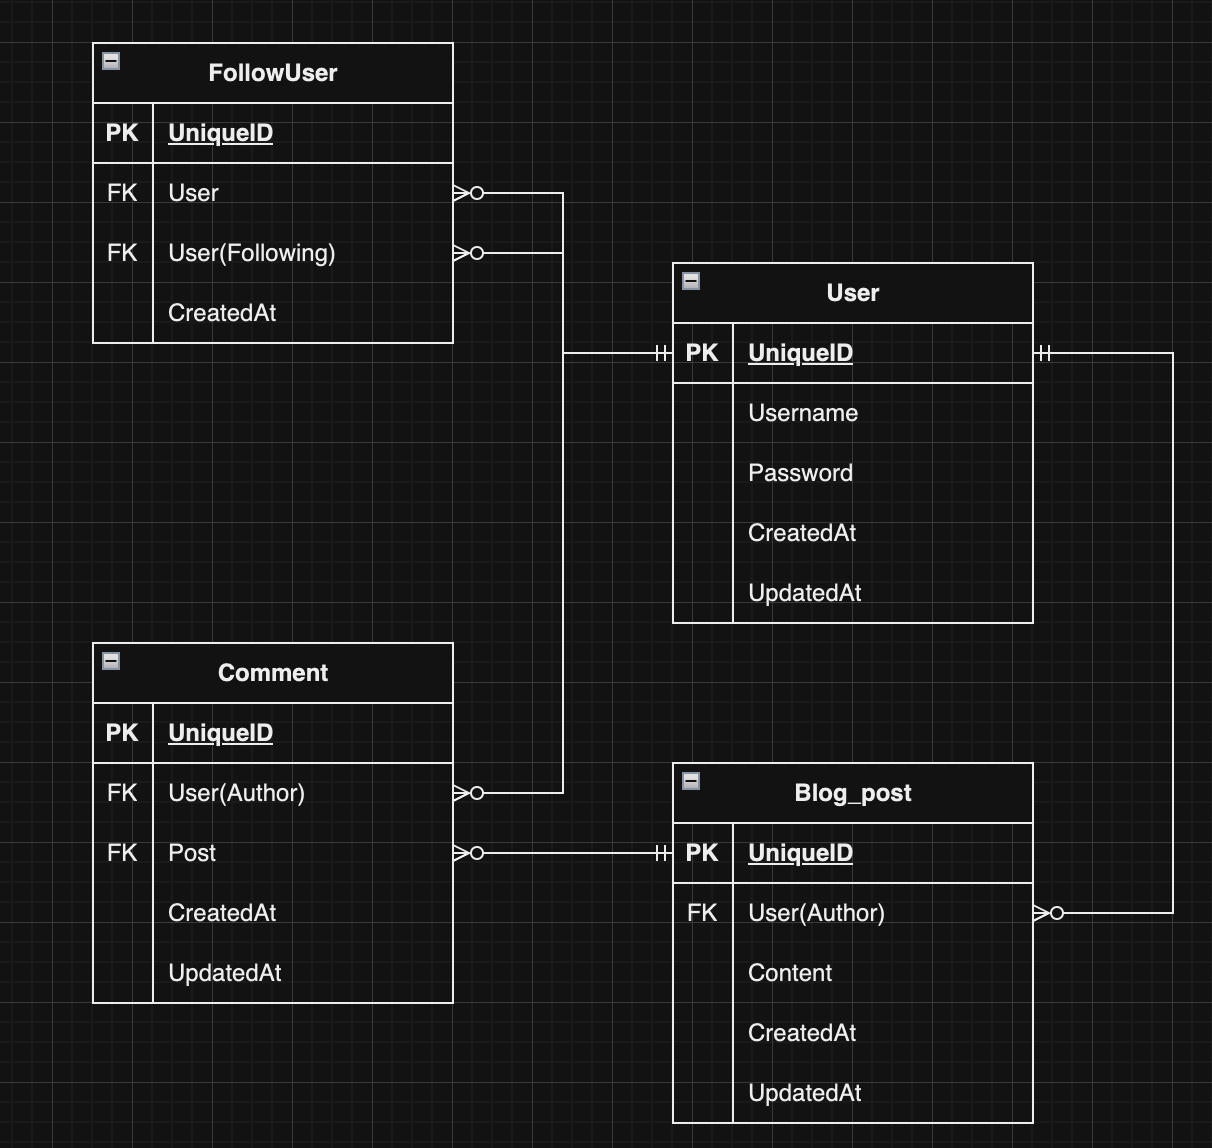 FollowUser
PK UniqueID
FK User
FK User(Following)
CreatedAt
User
PK UniqueID
Username
Password
CreatedAt
UpdatedAt
Comment
PK UniqueID
FK User(Author)
FK Post
CreatedAt
UpdatedAt
Blog_post
PK UniqueID
FK User(Author)
Content
CreatedAt
UpdatedAt